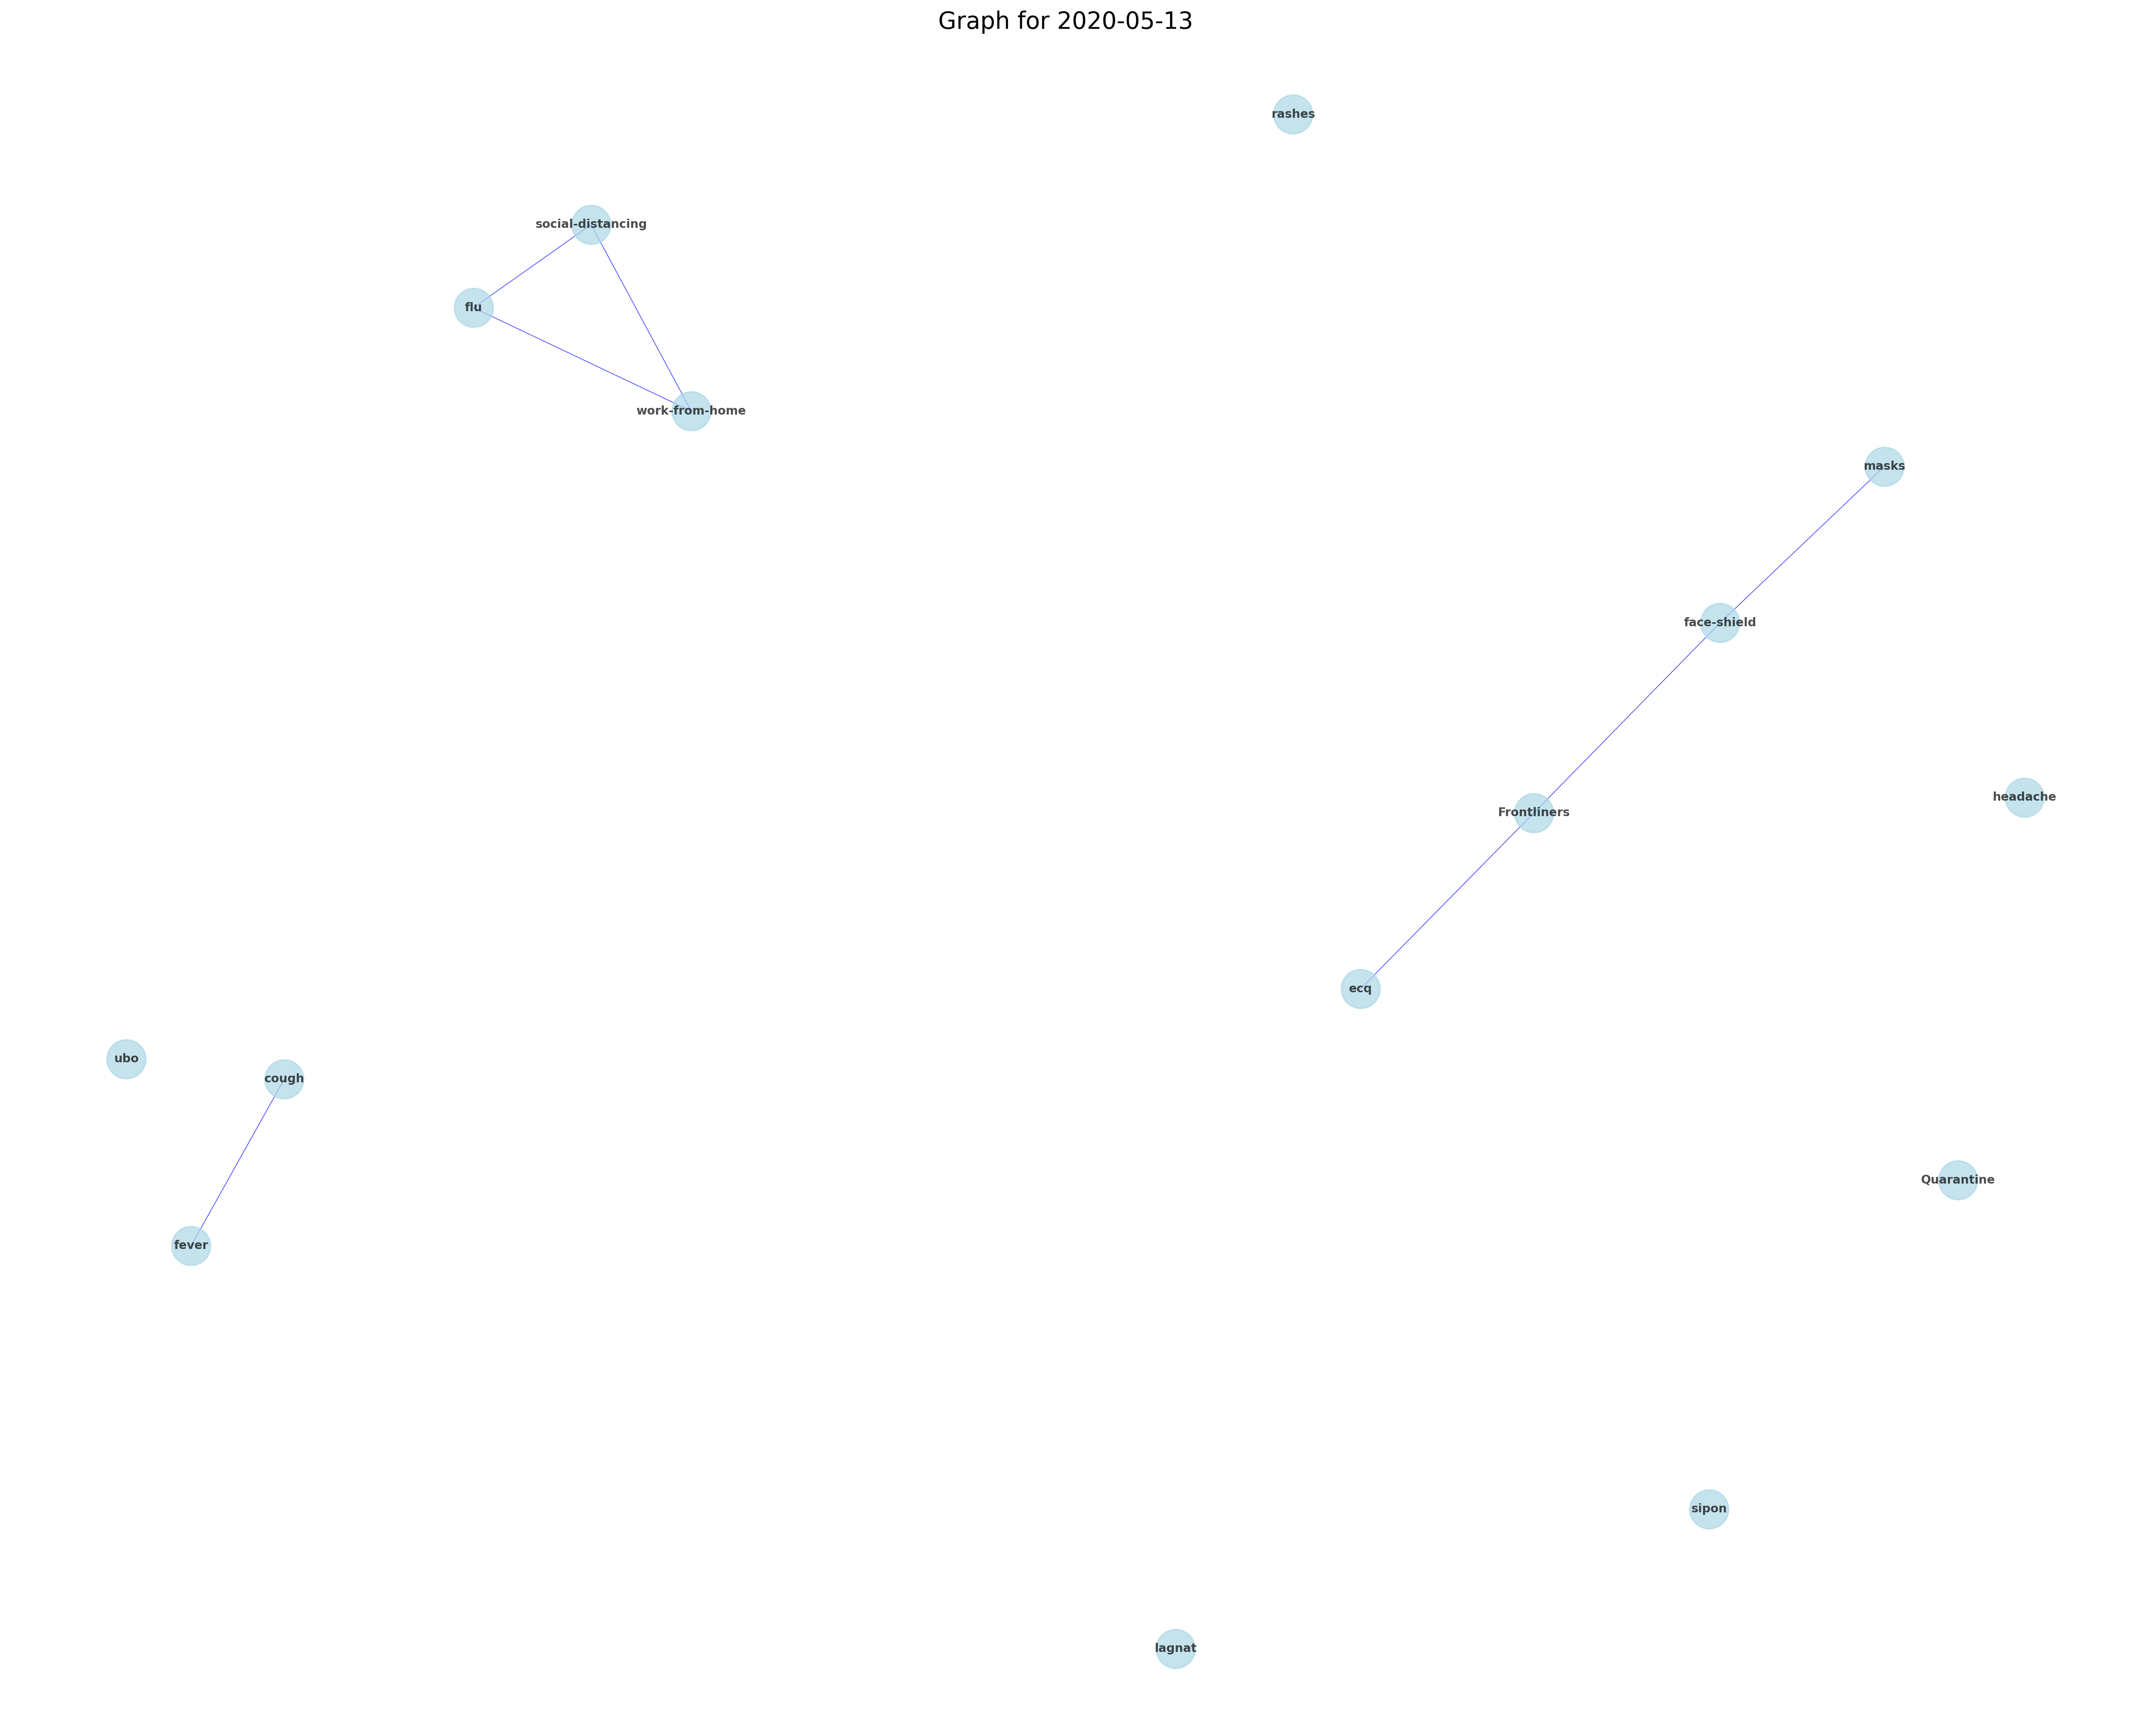 Graph for 2020-05-13
rashes
social-distancing
flu
work-from-home
masks
face-shield
headache
Frontliners
ecq
ubo
cough
Quarantine
fever
sipon
lagnat